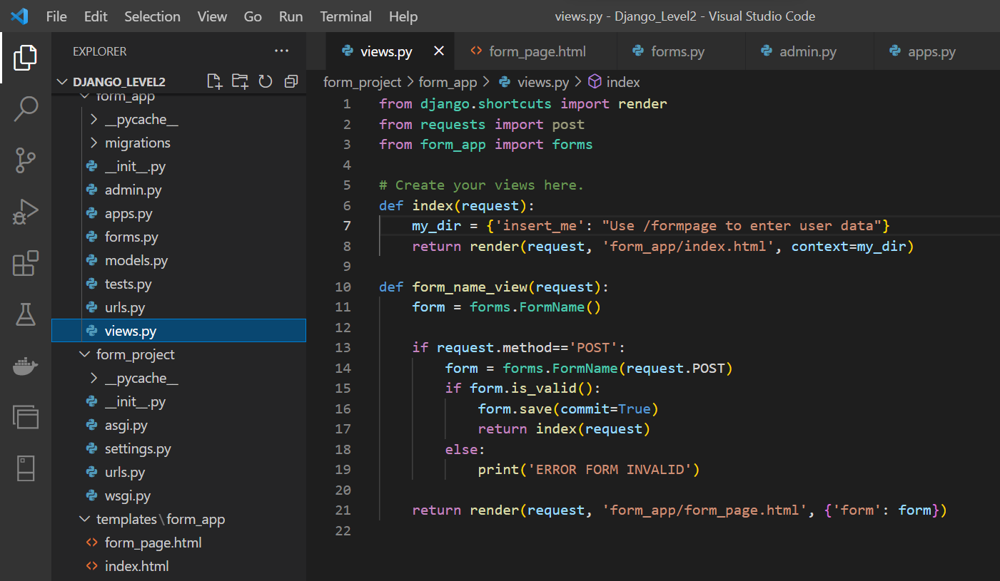 File Edit Selection View Go Run Terminal Help views.py - Django_Level2 - Visual Studio Code
EXPLORER ···
DJANGO_LEVEL2
form_app
__pycache__
migrations
__init__.py
admin.py
apps.py
forms.py
models.py
tests.py
urls.py
views.py
form_project
__pycache__
__init__.py
asgi.py
settings.py
urls.py
wsgi.py
templates\form_app
form_page.html
index.html
views.py form_page.html forms.py admin.py apps.py
form_project > form_app > views.py > index
1 from django.shortcuts import render
2 from requests import post
3 from form_app import forms
4
5 # Create your views here.
6 def index(request):
7     my_dir = {'insert_me': "Use /formpage to enter user data"}
8     return render(request, 'form_app/index.html', context=my_dir)
9
10 def form_name_view(request):
11     form = forms.FormName()
12
13     if request.method=='POST':
14         form = forms.FormName(request.POST)
15         if form.is_valid():
16             form.save(commit=True)
17             return index(request)
18         else:
19             print('ERROR FORM INVALID')
20
21     return render(request, 'form_app/form_page.html', {'form': form})
22